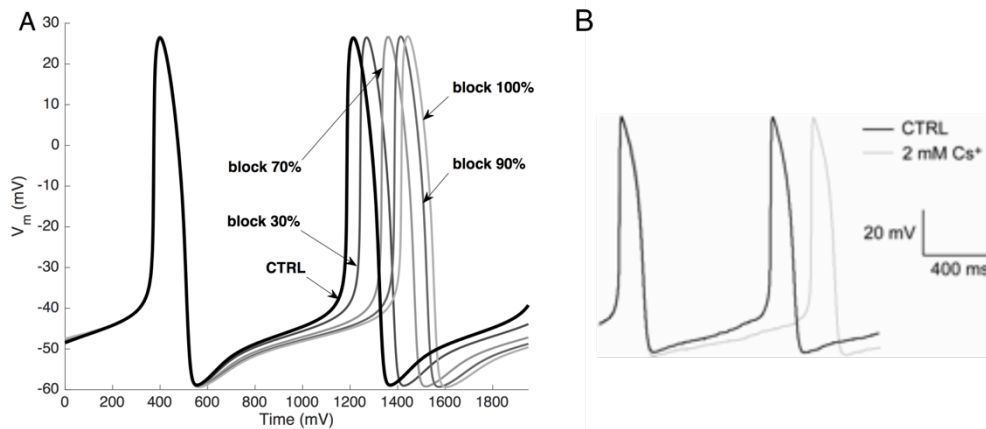 A
B
30
20
10
0
-10
-20
-30
-40
-50
-60
V_m (mV)
0
200
400
600
800
1000
1200
1400
1600
1800
Time (mV)
block 100%
block 70%
block 90%
block 30%
CTRL
CTRL
2 mM Cs⁺
20 mV
400 ms